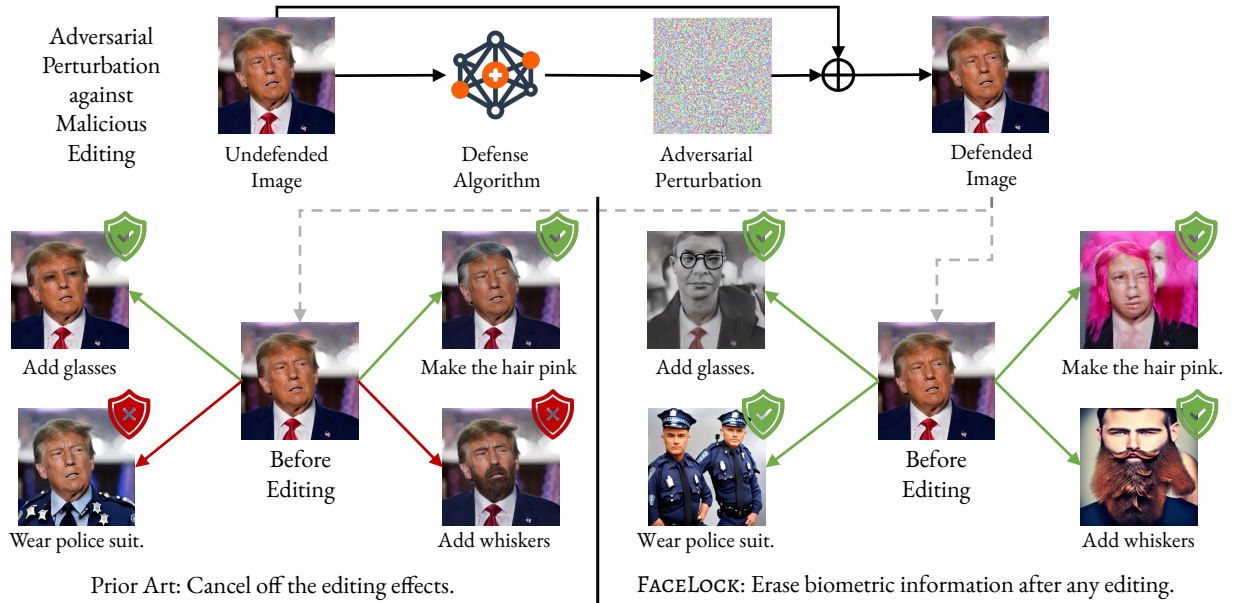 Adversarial
Perturbation
against
Malicious
Editing
Undefended
Image
Defense
Algorithm
Adversarial
Perturbation
Defended
Image
Add glasses
Make the hair pink
Wear police suit.
Before
Editing
Add whiskers
Prior Art: Cancel off the editing effects.
Add glasses.
Make the hair pink.
Wear police suit.
Before
Editing
Add whiskers
FACELOCK: Erase biometric information after any editing.